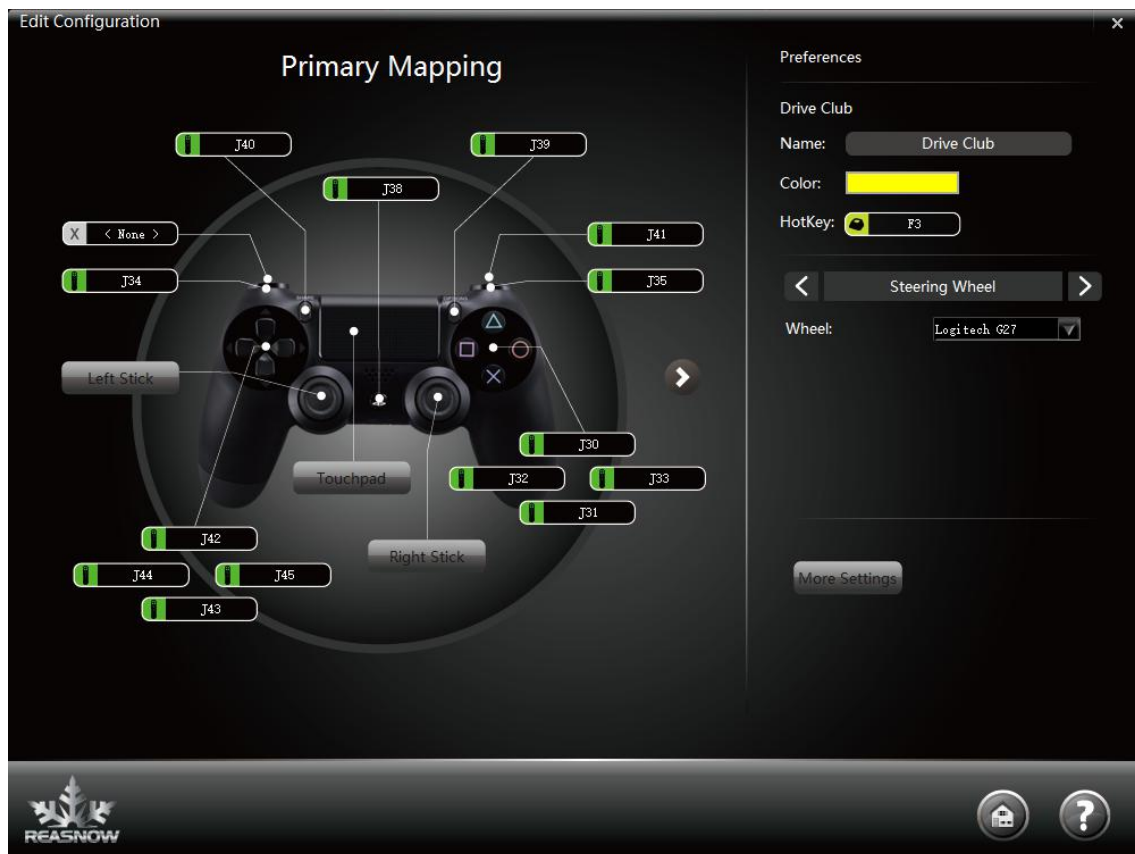 Edit Configuration
Primary Mapping
J40
J39
J38
X < None >
J41
J34
J35
Left Stick
Touchpad
J30
J32
J33
J31
Right Stick
J42
J44
J45
J43
Preferences
Drive Club
Name: Drive Club
Color:
HotKey: F3
Steering Wheel
Wheel: Logitech G27
More Settings
REASNOW
?